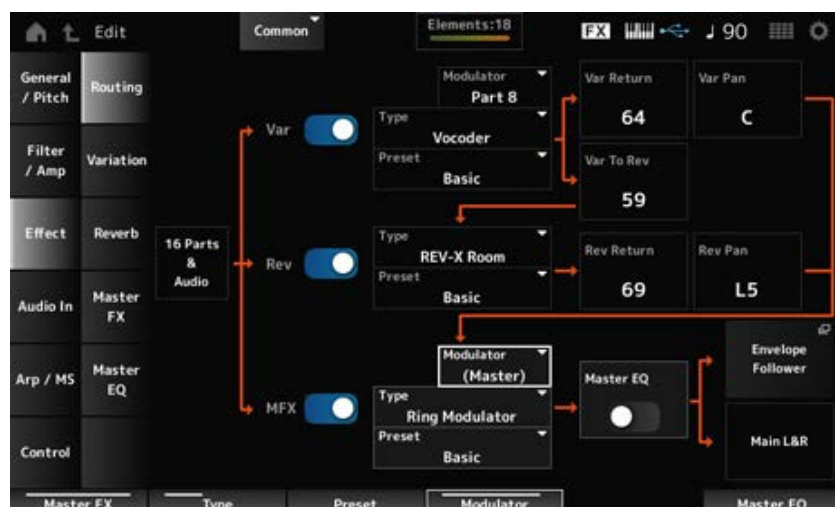 Edit
Common
Elements:18
FX
♩ 90
General
/ Pitch
Routing
Modulator
Part 8
Var Return
64
Var Pan
C
Var
Type
Vocoder
Preset
Basic
Filter
/ Amp
Variation
Var To Rev
59
Effect
Reverb
16 Parts
&
Audio
Rev
Type
REV-X Room
Preset
Basic
Rev Return
69
Rev Pan
L5
Audio In
Master
FX
Modulator
(Master)
Master EQ
Envelope
Follower
Arp / MS
Master
EQ
MFX
Type
Ring Modulator
Preset
Basic
Main L&R
Control
Master FX
Type
Preset
Modulator
Master EQ